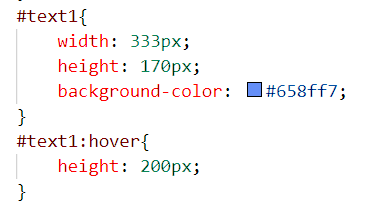 #text1{
    width: 333px;
    height: 170px;
    background-color: #658ff7;
}
#text1:hover{
    height: 200px;
}